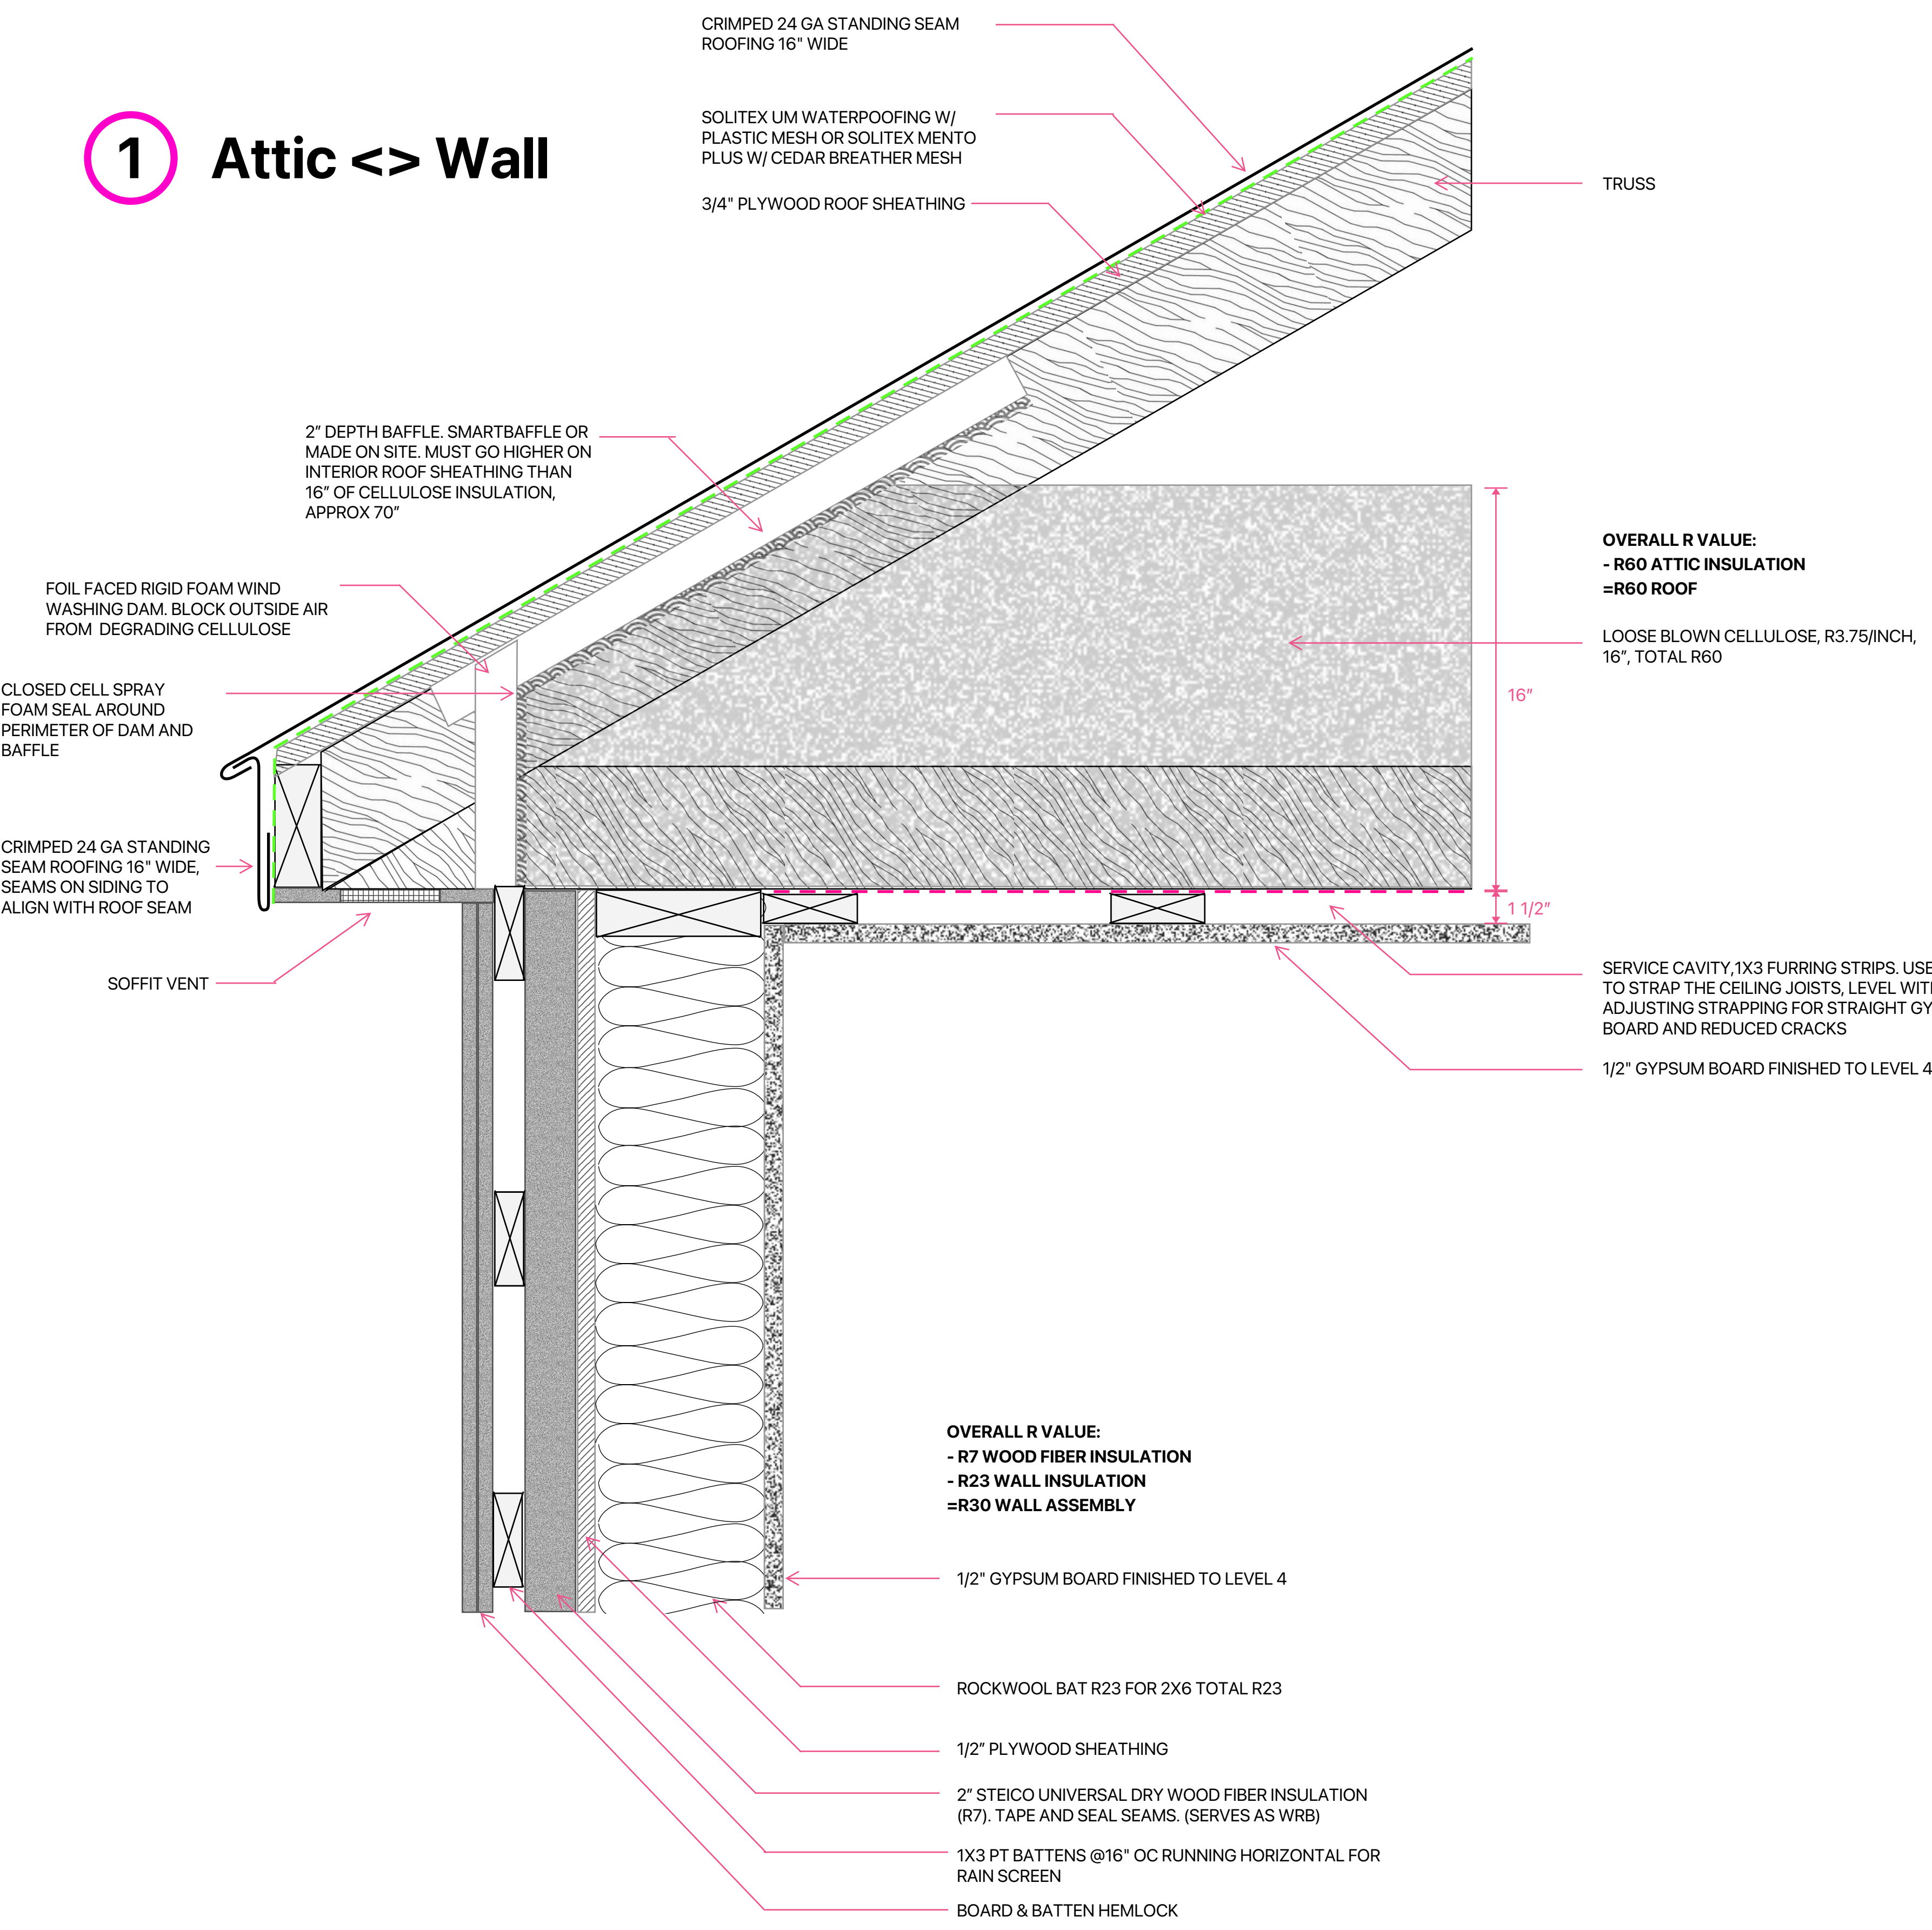 CRIMPED 24 GA STANDING SEAM
ROOFING 16" WIDE
1 Attic <> Wall
SOLITEX UM WATERPOOFING W/
PLASTIC MESH OR SOLITEX MENTO
PLUS W/ CEDAR BREATHER MESH
3/4" PLYWOOD ROOF SHEATHING
TRUSS
2” DEPTH BAFFLE. SMARTBAFFLE OR
MADE ON SITE. MUST GO HIGHER ON
INTERIOR ROOF SHEATHING THAN
16” OF CELLULOSE INSULATION,
APPROX 70”
OVERALL R VALUE:
- R60 ATTIC INSULATION
=R60 ROOF
LOOSE BLOWN CELLULOSE, R3.75/INCH,
16”, TOTAL R60
FOIL FACED RIGID FOAM WIND
WASHING DAM. BLOCK OUTSIDE AIR
FROM DEGRADING CELLULOSE
CLOSED CELL SPRAY
FOAM SEAL AROUND
PERIMETER OF DAM AND
BAFFLE
16”
CRIMPED 24 GA STANDING
SEAM ROOFING 16" WIDE,
SEAMS ON SIDING TO
ALIGN WITH ROOF SEAM
1 1/2”
SOFFIT VENT
SERVICE CAVITY,1X3 FURRING STRIPS. USE
TO STRAP THE CEILING JOISTS, LEVEL
ADJUSTING STRAPPING FOR STRAIGHT
BOARD AND REDUCED CRACKS
1/2" GYPSUM BOARD FINISHED TO LEVEL 4
OVERALL R VALUE:
- R7 WOOD FIBER INSULATION
- R23 WALL INSULATION
=R30 WALL ASSEMBLY
1/2" GYPSUM BOARD FINISHED TO LEVEL 4
ROCKWOOL BAT R23 FOR 2X6 TOTAL R23
1/2” PLYWOOD SHEATHING
2” STEICO UNIVERSAL DRY WOOD FIBER INSULATION
(R7). TAPE AND SEAL SEAMS. (SERVES AS WRB)
1X3 PT BATTENS @16" OC RUNNING HORIZONTAL FOR
RAIN SCREEN
BOARD & BATTEN HEMLOCK